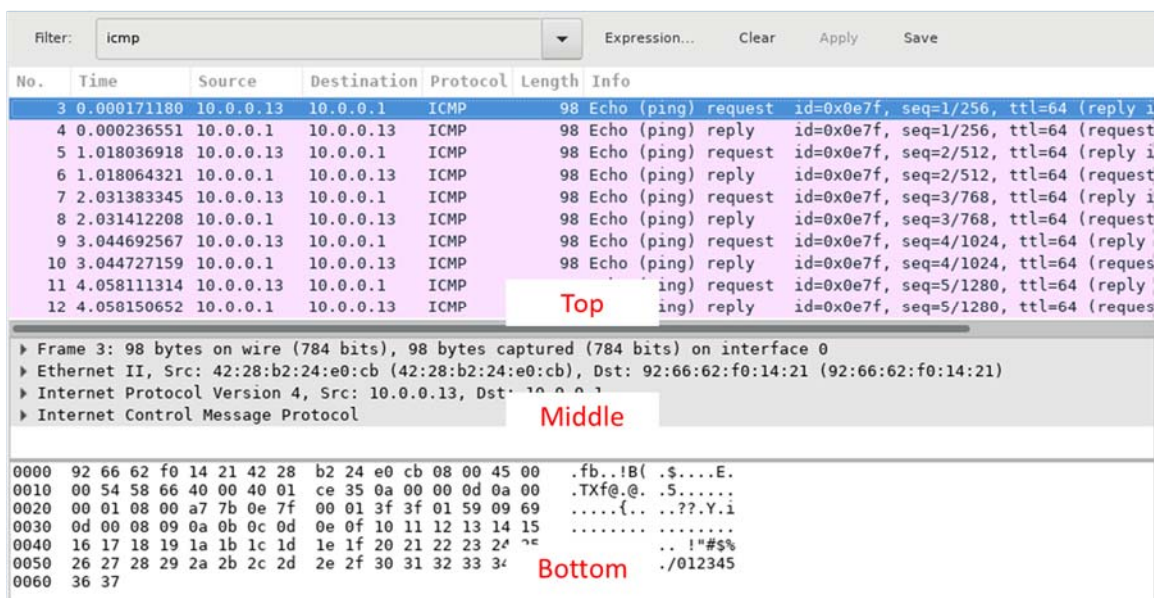 Filter: icmp Expression... Clear Apply Save
No. Time Source Destination Protocol Length Info
3 0.000171180 10.0.0.13 10.0.0.1 ICMP 98 Echo (ping) request id=0x0e7f, seq=1/256, ttl=64 (reply i
4 0.000236551 10.0.0.1 10.0.0.13 ICMP 98 Echo (ping) reply id=0x0e7f, seq=1/256, ttl=64 (request
5 1.018036918 10.0.0.13 10.0.0.1 ICMP 98 Echo (ping) request id=0x0e7f, seq=2/512, ttl=64 (reply i
6 1.018064321 10.0.0.1 10.0.0.13 ICMP 98 Echo (ping) reply id=0x0e7f, seq=2/512, ttl=64 (request
7 2.031383345 10.0.0.13 10.0.0.1 ICMP 98 Echo (ping) request id=0x0e7f, seq=3/768, ttl=64 (reply i
8 2.031412208 10.0.0.1 10.0.0.13 ICMP 98 Echo (ping) reply id=0x0e7f, seq=3/768, ttl=64 (request
9 3.044692567 10.0.0.13 10.0.0.1 ICMP 98 Echo (ping) request id=0x0e7f, seq=4/1024, ttl=64 (reply
10 3.044727159 10.0.0.1 10.0.0.13 ICMP 98 Echo (ping) reply id=0x0e7f, seq=4/1024, ttl=64 (reques
11 4.058111314 10.0.0.13 10.0.0.1 ICMP request id=0x0e7f, seq=5/1280, ttl=64 (reply
12 4.058150652 10.0.0.1 10.0.0.13 ICMP ing) reply id=0x0e7f, seq=5/1280, ttl=64 (reques
Top
Frame 3: 98 bytes on wire (784 bits), 98 bytes captured (784 bits) on interface 0
Ethernet II, Src: 42:28:b2:24:e0:cb (42:28:b2:24:e0:cb), Dst: 92:66:62:f0:14:21 (92:66:62:f0:14:21)
Internet Protocol Version 4, Src: 10.0.0.13, Dst:
Internet Control Message Protocol
Middle
0000 92 66 62 f0 14 21 42 28 b2 24 e0 cb 08 00 45 00 .fb..!B( .$....E.
0010 00 54 58 66 40 00 40 01 ce 35 0a 00 00 0d 0a 00 .TXf@.@. .5......
0020 00 01 08 00 a7 7b 0e 7f 00 01 3f 3f 01 59 09 69 .....{.. ..??.Y.i
0030 0d 00 08 09 0a 0b 0c 0d 0e 0f 10 11 12 13 14 15 ........ ........
0040 16 17 18 19 1a 1b 1c 1d 1e 1f 20 21 22 23 .. !"#$%
0050 26 27 28 29 2a 2b 2c 2d 2e 2f 30 31 32 33 ./012345
0060 36 37
Bottom